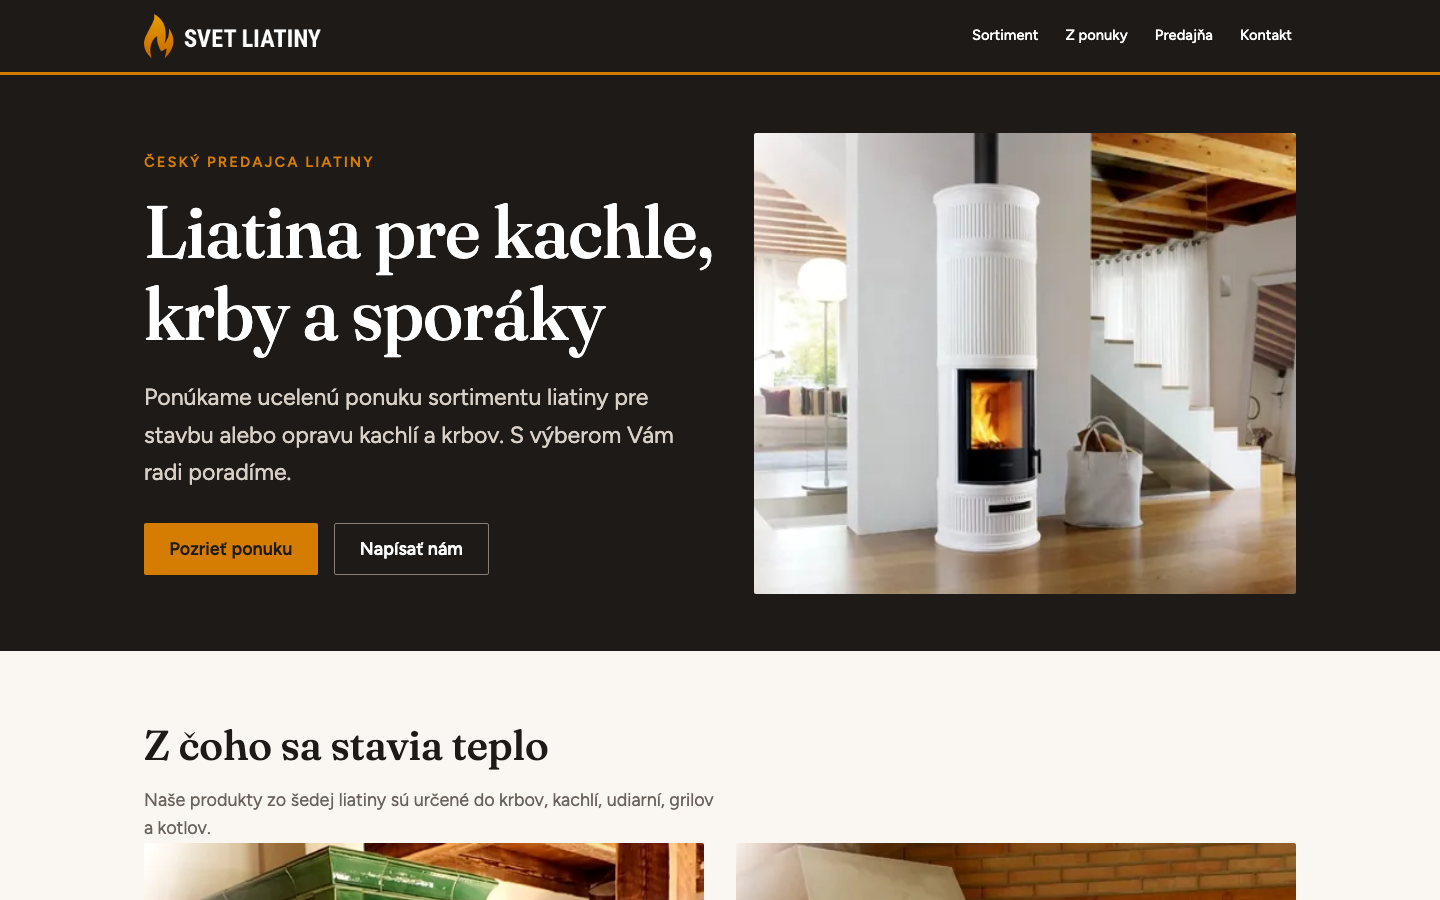 SVET LIATINY
Sortiment
Z ponuky
Predajňa
Kontakt
ČESKÝ PREDAJCA LIATINY
Liatina pre kachle,
krby a sporáky
Ponúkame ucelenú ponuku sortimentu liatiny pre
stavbu alebo opravu kachlí a krbov. S výberom Vám
radi poradíme.
Pozrieť ponuku
Napísať nám
Z čoho sa stavia teplo
Naše produkty zo šedej liatiny sú určené do krbov, kachlí, udiarní, grilov
a kotlov.